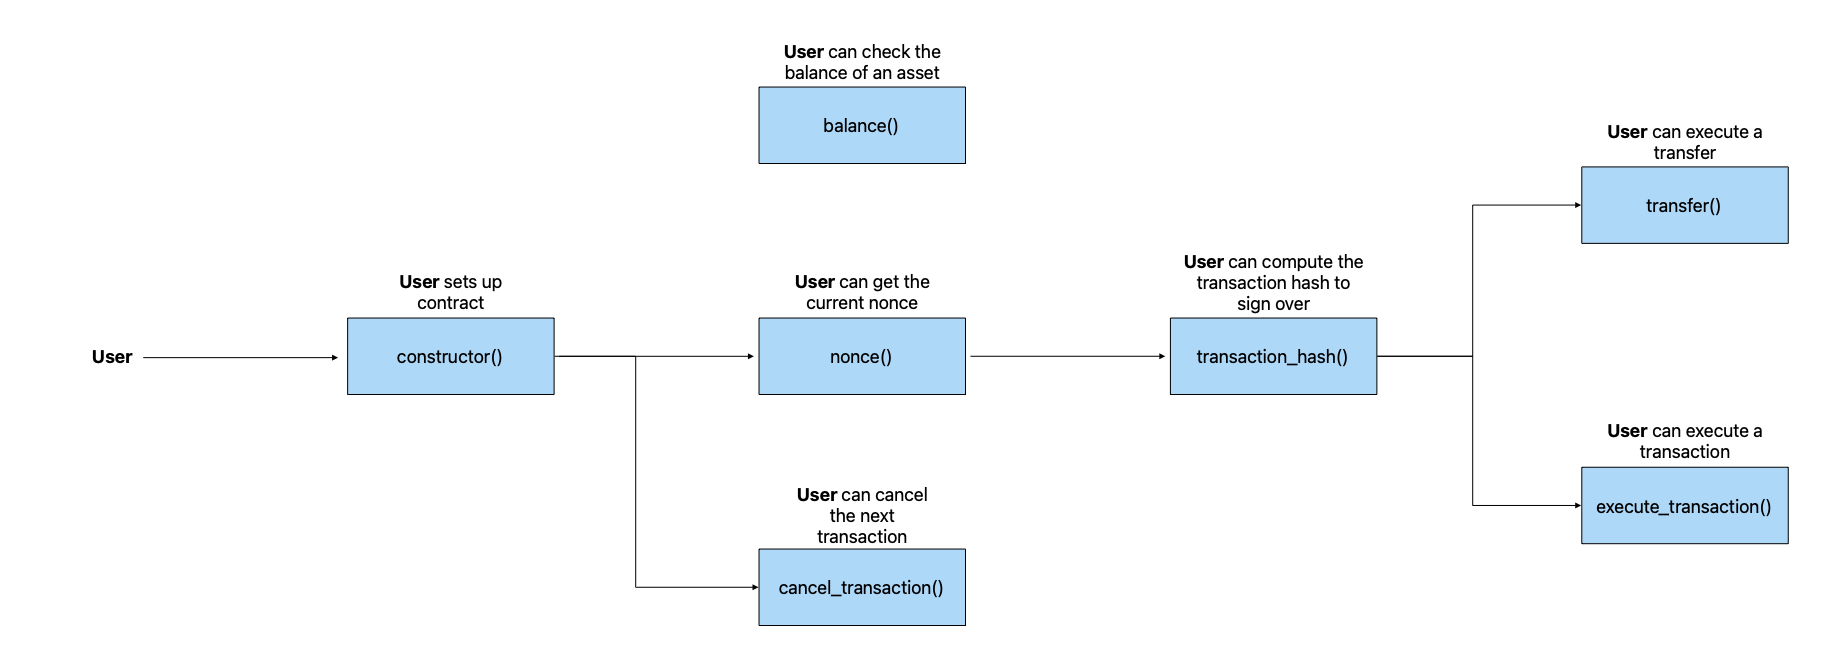 User can check the
balance of an asset
balance()
User can execute a
transfer
transfer()
User sets up
contract
User can get the
current nonce
User can compute the
transaction hash to
sign over
User
constructor()
nonce()
transaction_hash()
User can execute a
transaction
execute_transaction()
User can cancel
the next
transaction
cancel_transaction()